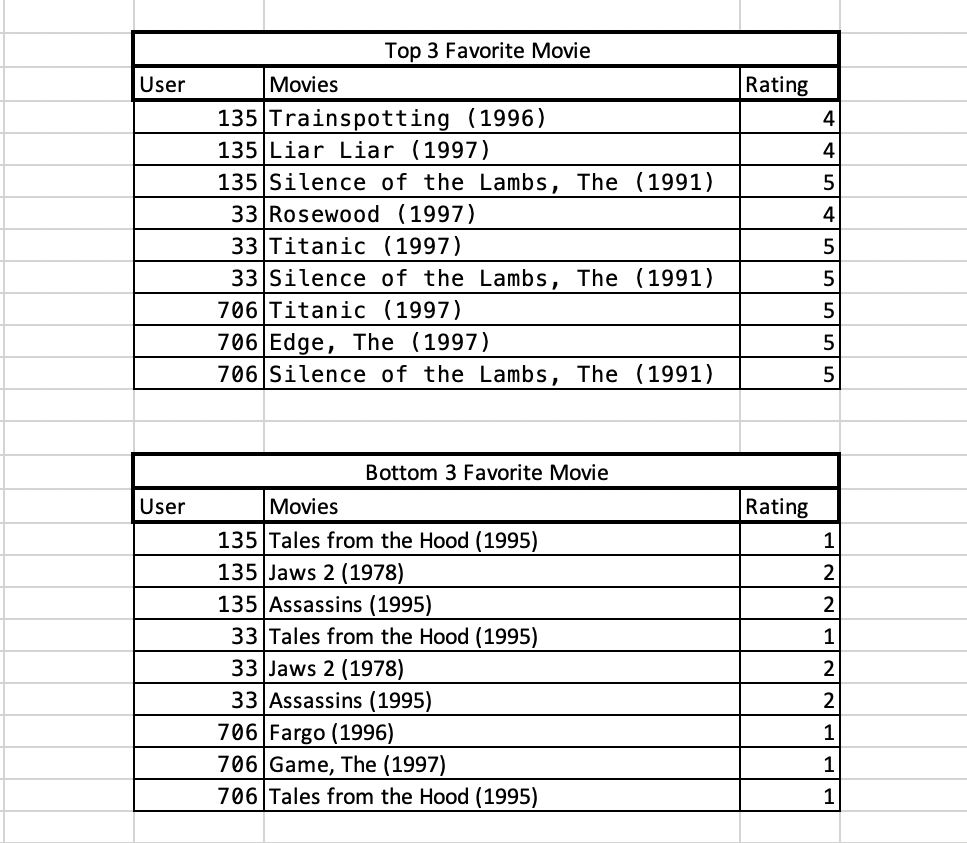 Top 3 Favorite Movie
User Movies Rating
135 Trainspotting (1996) 4
135 Liar Liar (1997) 4
135 Silence of the Lambs, The (1991) 5
33 Rosewood (1997) 4
33 Titanic (1997) 5
33 Silence of the Lambs, The (1991) 5
706 Titanic (1997) 5
706 Edge, The (1997) 5
706 Silence of the Lambs, The (1991) 5
Bottom 3 Favorite Movie
User Movies Rating
135 Tales from the Hood (1995) 1
135 Jaws 2 (1978) 2
135 Assassins (1995) 2
33 Tales from the Hood (1995) 1
33 Jaws 2 (1978) 2
33 Assassins (1995) 2
706 Fargo (1996) 1
706 Game, The (1997) 1
706 Tales from the Hood (1995) 1